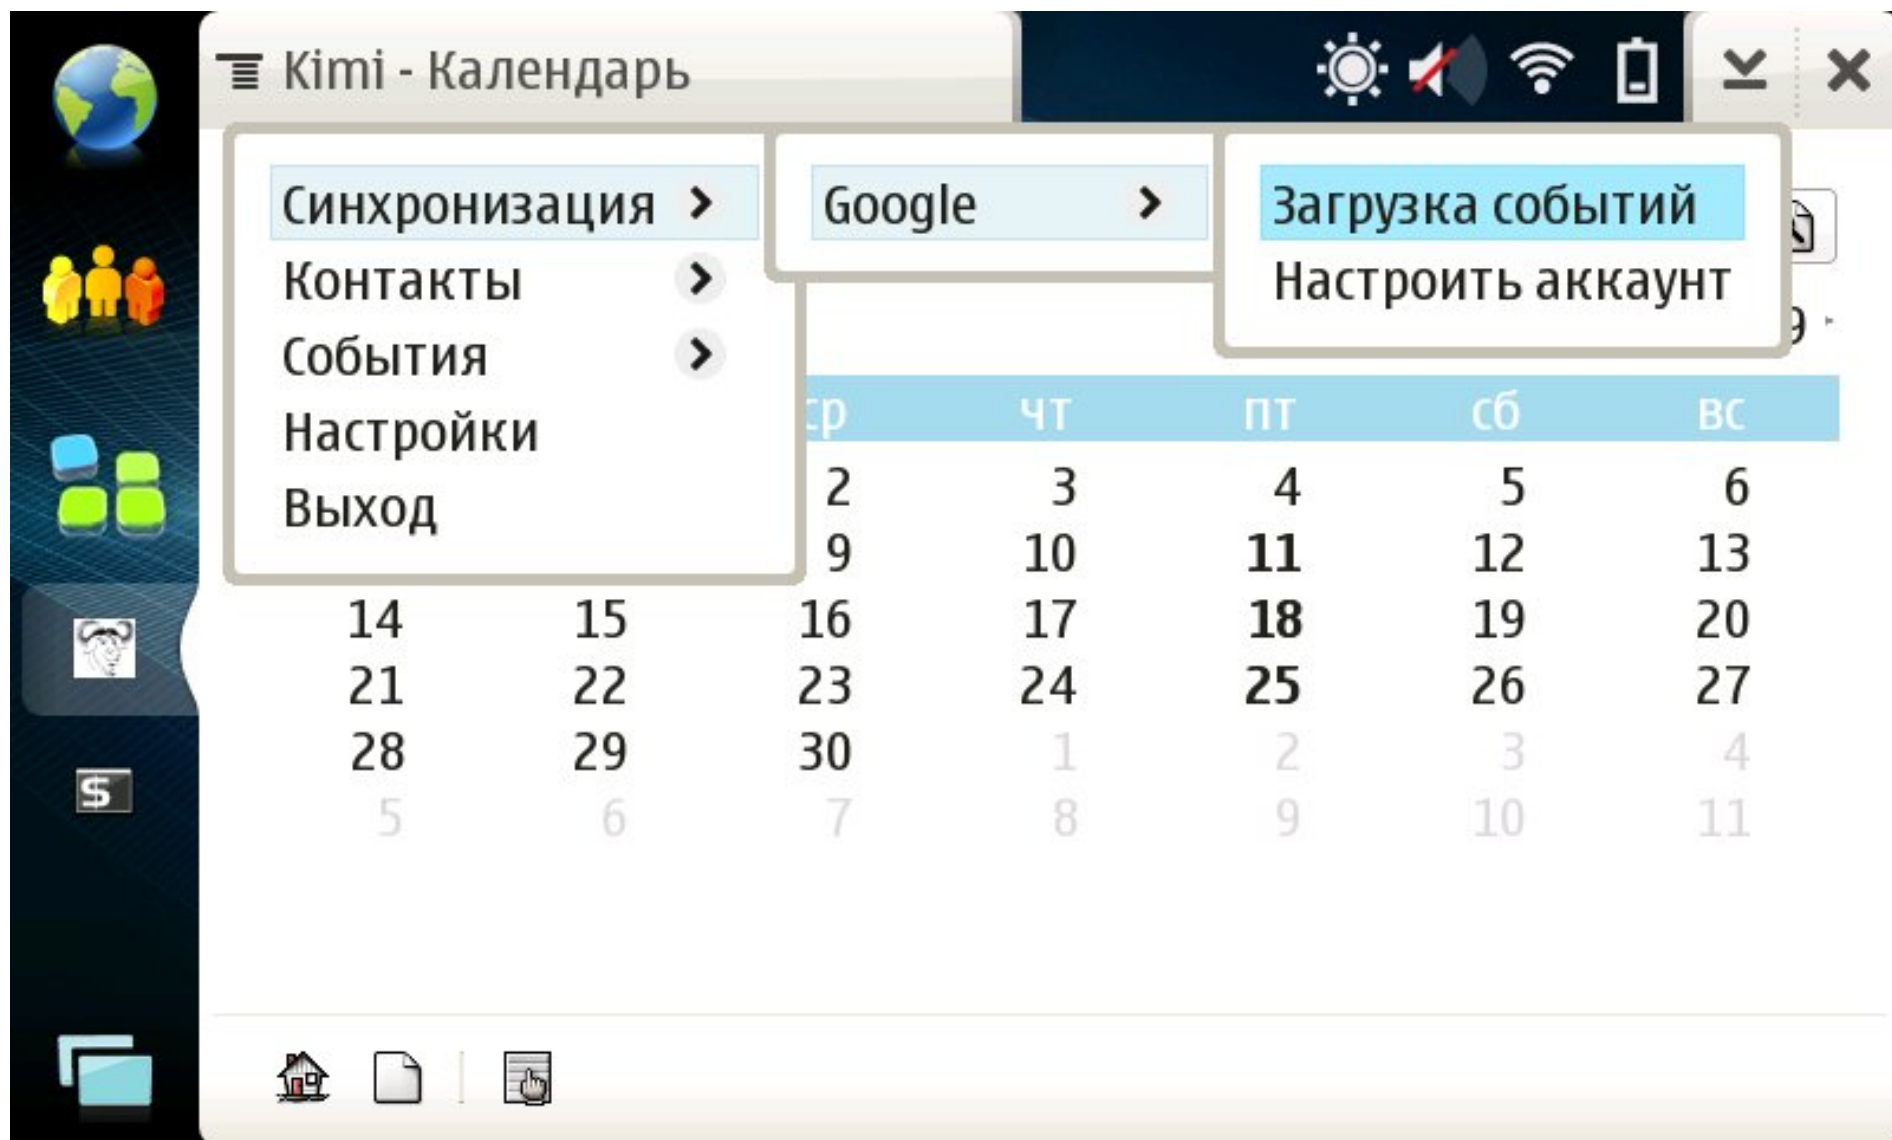 Kimi - Календарь
Синхронизация
Контакты
События
Настройки
Выход
Google
Загрузка событий
Настроить аккаунт
9
ср чт пт сб вс
2 3 4 5 6
9 10 11 12 13
14 15 16 17 18 19 20
21 22 23 24 25 26 27
28 29 30 1 2 3 4
5 6 7 8 9 10 11
$